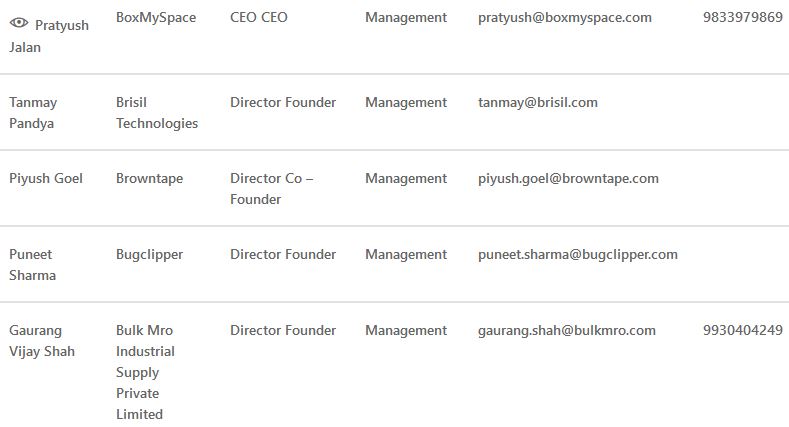 Pratyush Jalan BoxMySpace CEO CEO Management pratyush@boxmyspace.com 9833979869
Tanmay Pandya Brisil Technologies Director Founder Management tanmay@brisil.com
Piyush Goel Browntape Director Co – Founder Management piyush.goel@browntape.com
Puneet Sharma Bugclipper Director Founder Management puneet.sharma@bugclipper.com
Gaurang Vijay Shah Bulk Mro Industrial Supply Private Limited Director Founder Management gaurang.shah@bulkmro.com 9930404249